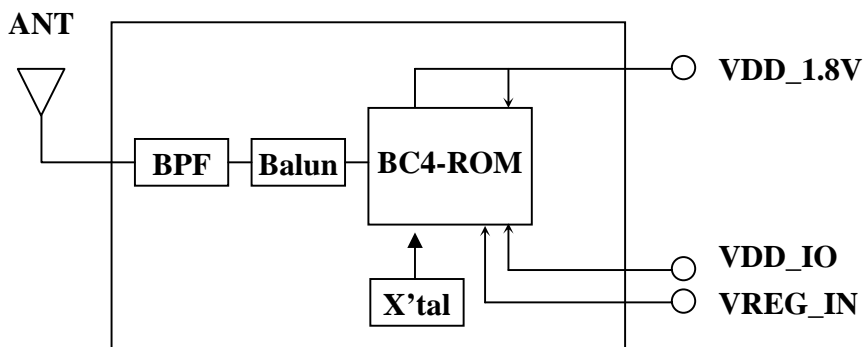 ANT
VDD_1.8V
BPF
Balun
BC4-ROM
VDD_IO
X'tal
VREG_IN